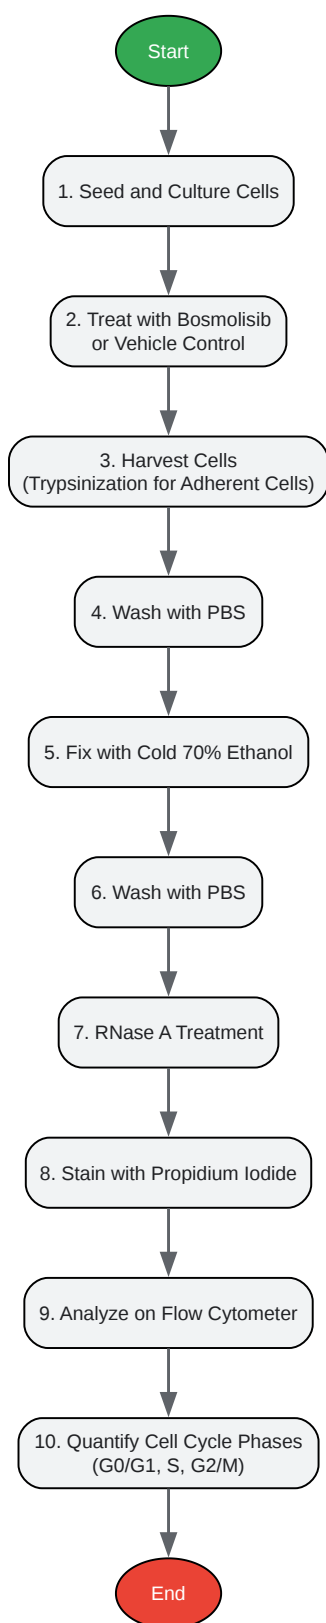 Start
1. Seed and Culture Cells
2. Treat with Bosmolisib
or Vehicle Control
3. Harvest Cells
(Trypsinization for Adherent Cells)
4. Wash with PBS
5. Fix with Cold 70% Ethanol
6. Wash with PBS
7. RNase A Treatment
8. Stain with Propidium Iodide
9. Analyze on Flow Cytometer
10. Quantify Cell Cycle Phases
(G0/G1, S, G2/M)
End